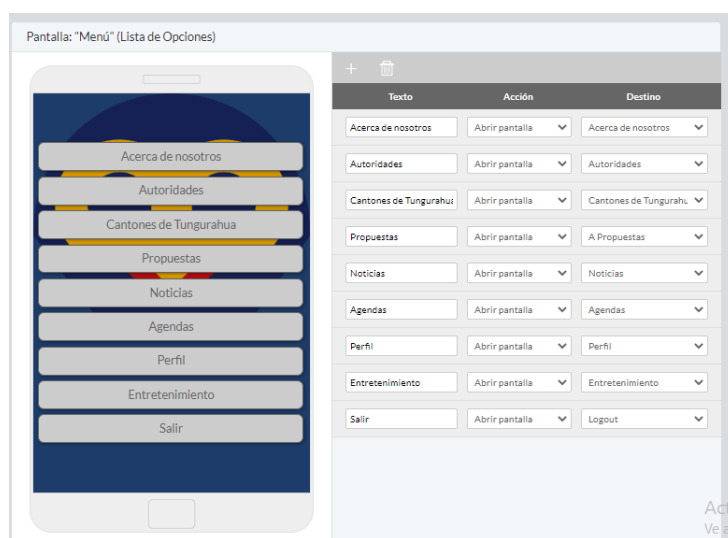 Pantalla: "Menú" (Lista de Opciones)
Texto Acción Destino
Acerca de nosotros Abrir pantalla Acerca de nosotros
Autoridades Abrir pantalla Autoridades
Cantones de Tungurahua Abrir pantalla Cantones de Tungurahu
Propuestas Abrir pantalla A Propuestas
Noticias Abrir pantalla Noticias
Agendas Abrir pantalla Agendas
Perfil Abrir pantalla Perfil
Entretenimiento Abrir pantalla Entretenimiento
Salir Abrir pantalla Logout
Acerca de nosotros
Autoridades
Cantones de Tungurahua
Propuestas
Noticias
Agendas
Perfil
Entretenimiento
Salir
Act
Ve a